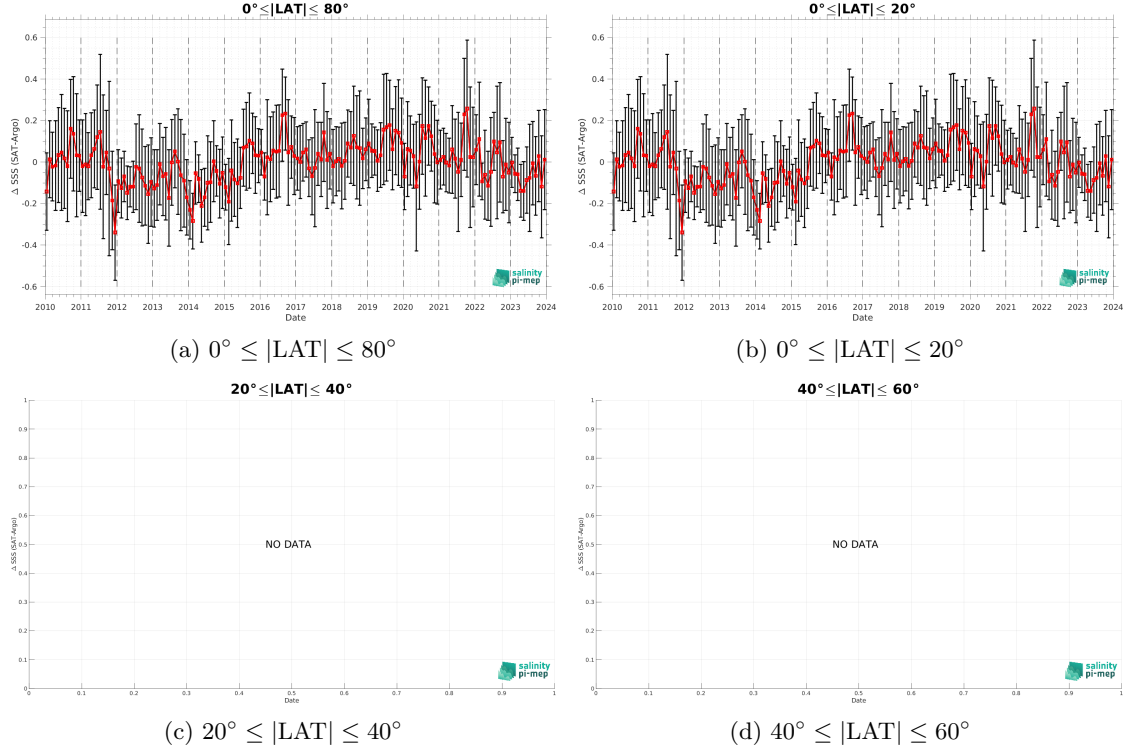 0°≤|LAT|≤ 80°
0.6
0.4
0.2
0
-0.2
-0.4
-0.6
Δ SSS (SAT-Argo)
2010 2011 2012 2013 2014 2015 2016 2017 2018 2019 2020 2021 2022 2023 2024
Date
salinity
pi-mep
(a) 0° ≤ |LAT| ≤ 80°
0°≤|LAT|≤ 20°
0.6
0.4
0.2
0
-0.2
-0.4
-0.6
Δ SSS (SAT-Argo)
2010 2011 2012 2013 2014 2015 2016 2017 2018 2019 2020 2021 2022 2023 2024
Date
salinity
pi-mep
(b) 0° ≤ |LAT| ≤ 20°
20°≤|LAT|≤ 40°
1
0.9
0.8
0.7
0.6
0.5
0.4
0.3
0.2
0.1
0
Δ SSS (SAT-Argo)
NO DATA
0 0.1 0.2 0.3 0.4 0.5 0.6 0.7 0.8 0.9 1
Date
salinity
pi-mep
(c) 20° ≤ |LAT| ≤ 40°
40°≤|LAT|≤ 60°
1
0.9
0.8
0.7
0.6
0.5
0.4
0.3
0.2
0.1
0
Δ SSS (SAT-Argo)
NO DATA
0 0.1 0.2 0.3 0.4 0.5 0.6 0.7 0.8 0.9 1
Date
salinity
pi-mep
(d) 40° ≤ |LAT| ≤ 60°